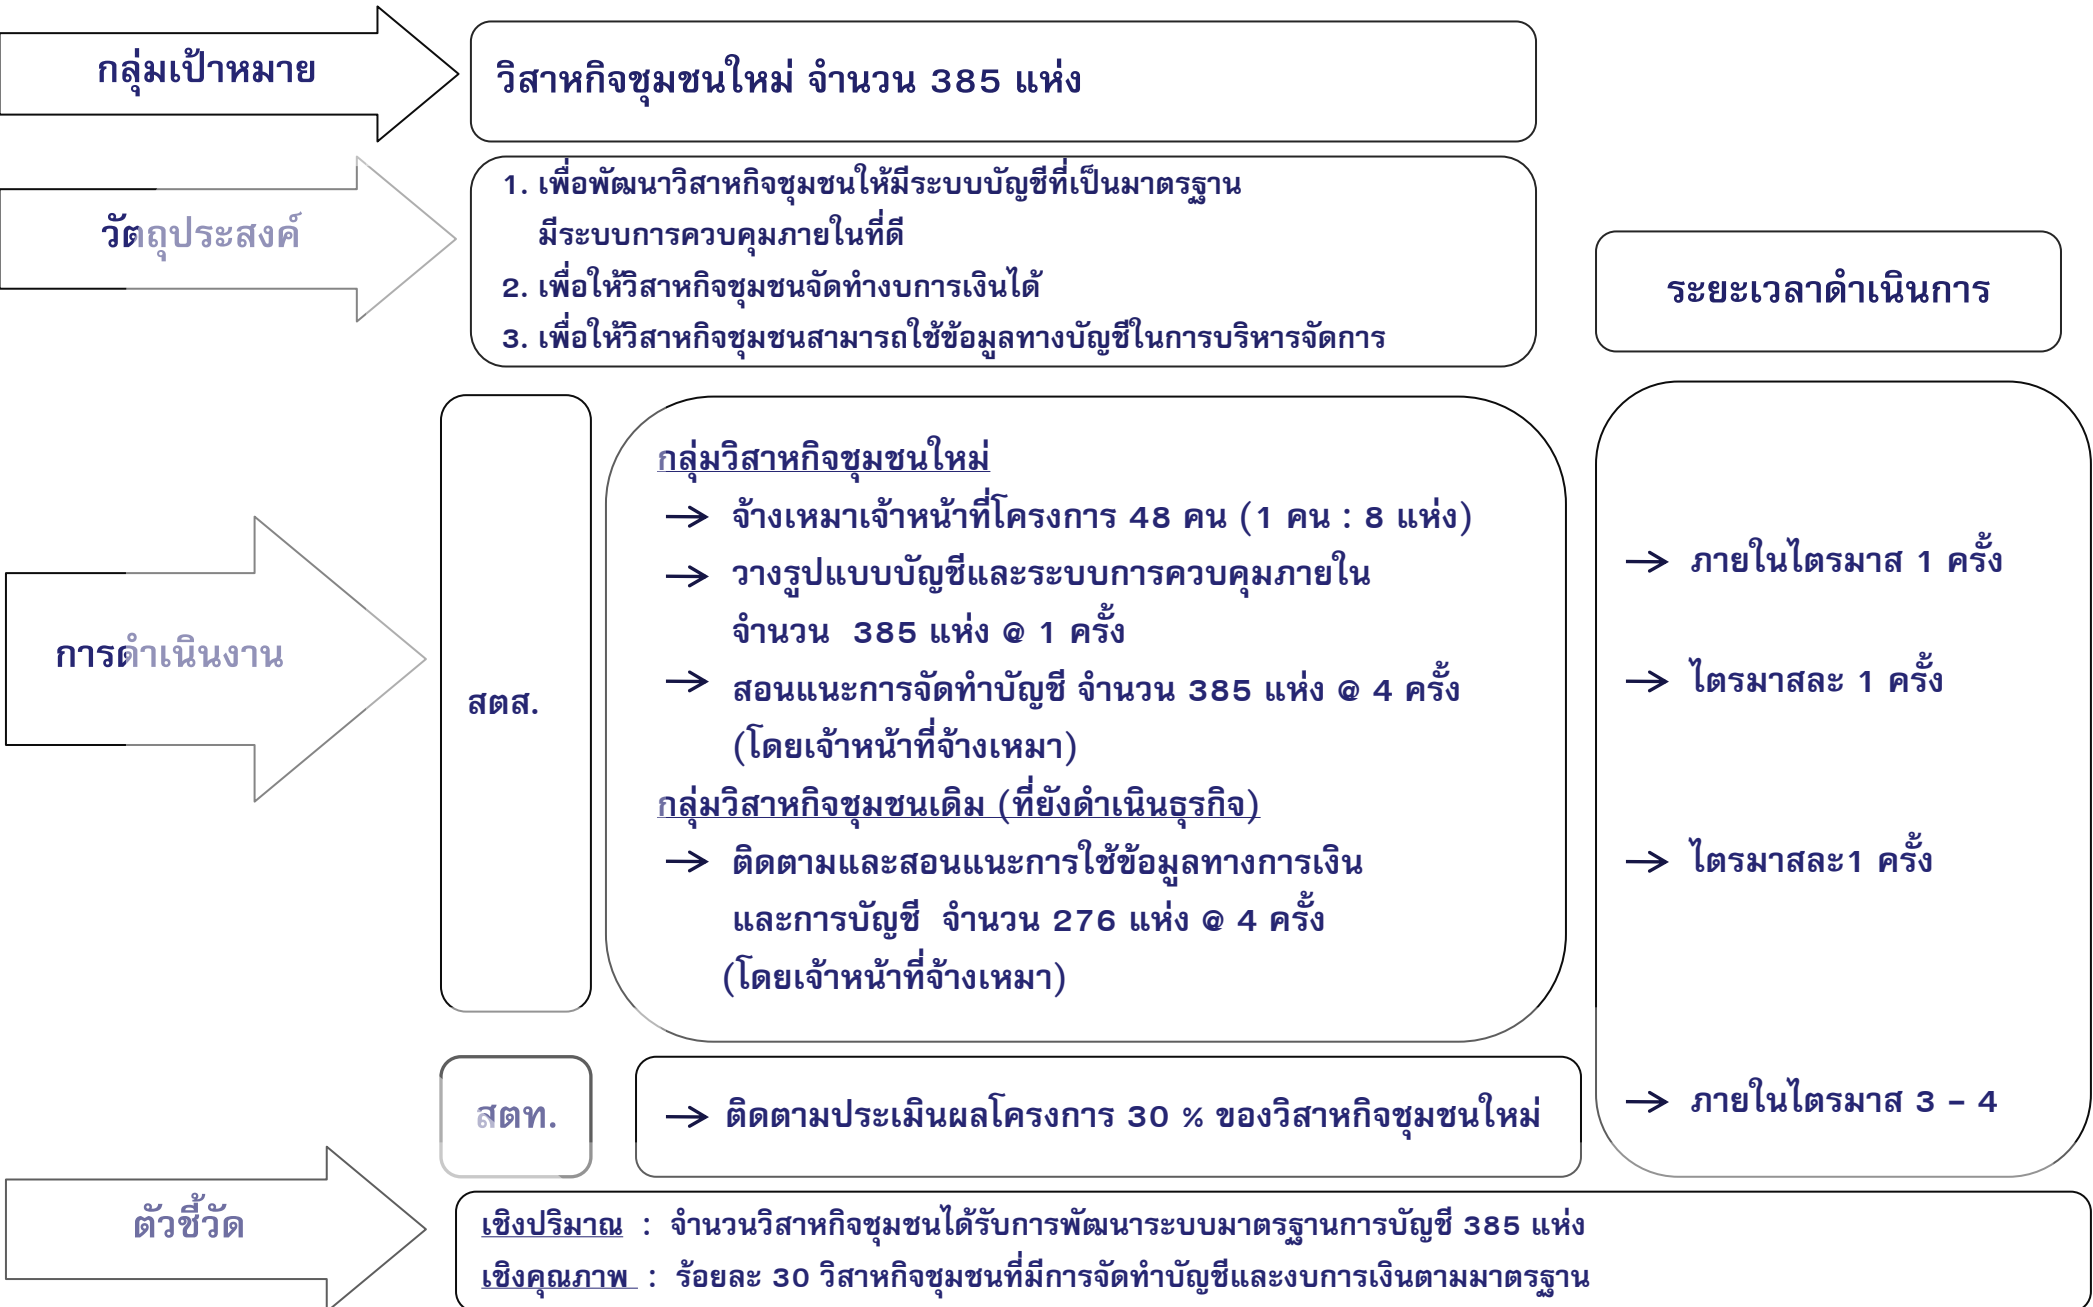 กลุ่มเป้าหมาย
วิสาหกิจชุมชนใหม่ จำนวน 385 แห่ง
วัตถุประสงค์
1. เพื่อพัฒนาวิสาหกิจชุมชนให้มีระบบบัญชีที่เป็นมาตรฐาน
มีระบบการควบคุมภายในที่ดี
2. เพื่อให้วิสาหกิจชุมชนจัดทำงบการเงินได้
3. เพื่อให้วิสาหกิจชุมชนสามารถใช้ข้อมูลทางบัญชีในการบริหารจัดการ
ระยะเวลาดำเนินการ
การดำเนินงาน
สตส.
กลุ่มวิสาหกิจชุมชนใหม่
→ จ้างเหมาเจ้าหน้าที่โครงการ 48 คน (1 คน : 8 แห่ง)
→ วางรูปแบบบัญชีและระบบการควบคุมภายใน
จำนวน 385 แห่ง @ 1 ครั้ง
→ สอนแนะการจัดทำบัญชี จำนวน 385 แห่ง @ 4 ครั้ง
(โดยเจ้าหน้าที่จ้างเหมา)
กลุ่มวิสาหกิจชุมชนเดิม (ที่ยังดำเนินธุรกิจ)
→ ติดตามและสอนแนะการใช้ข้อมูลทางการเงิน
และการบัญชี จำนวน 276 แห่ง @ 4 ครั้ง
(โดยเจ้าหน้าที่จ้างเหมา)
→ ภายในไตรมาส 1 ครั้ง
→ ไตรมาสละ 1 ครั้ง
→ ไตรมาสละ1 ครั้ง
→ ภายในไตรมาส 3 – 4
สตท.
→ ติดตามประเมินผลโครงการ 30 % ของวิสาหกิจชุมชนใหม่
ตัวชี้วัด
เชิงปริมาณ : จำนวนวิสาหกิจชุมชนได้รับการพัฒนาระบบมาตรฐานการบัญชี 385 แห่ง
เชิงคุณภาพ : ร้อยละ 30 วิสาหกิจชุมชนที่มีการจัดทำบัญชีและงบการเงินตามมาตรฐาน